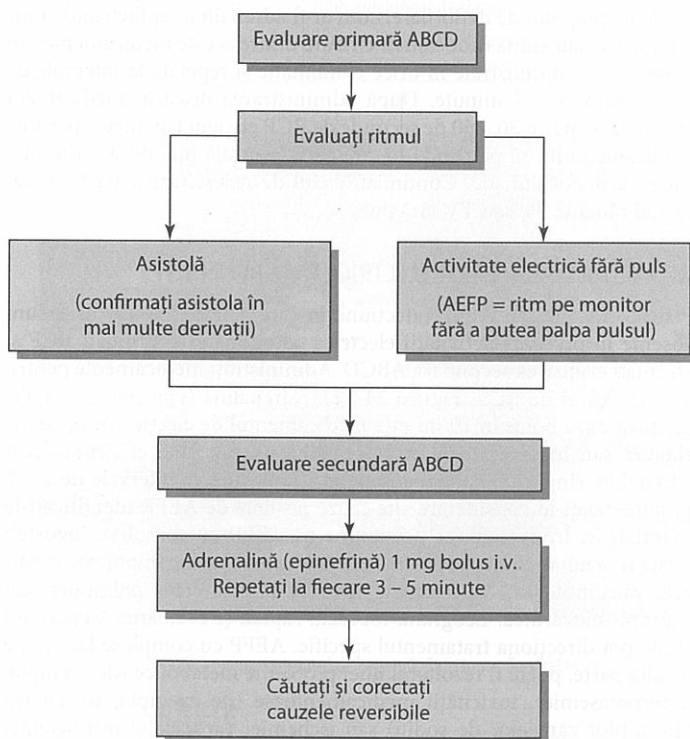 Evaluare primară ABCD
Evaluați ritmul
Asistolă
(confirmați asistola în
mai multe derivații)
Activitate electrică fără puls
(AEFP = ritm pe monitor
fără a putea palpa pulsul)
Evaluare secundară ABCD
Adrenalină (epinefrină) 1 mg bolus i.v.
Repetați la fiecare 3 – 5 minute
Căutați și corectați
cauzele reversibile